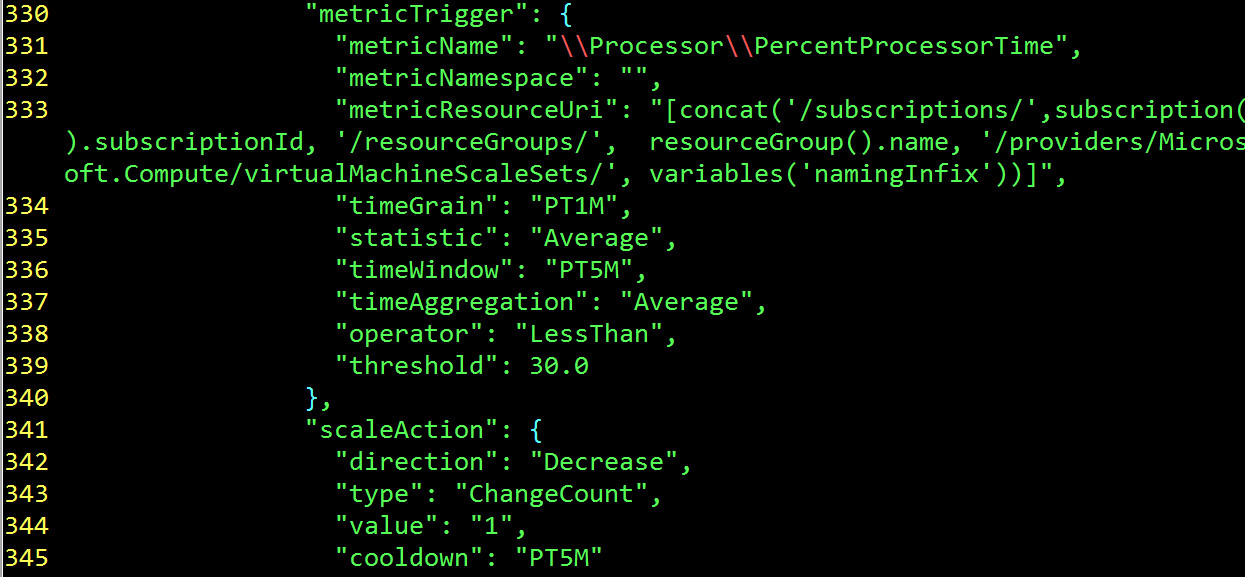 330                 "metricTrigger": {
331                   "metricName": "\\Processor\\PercentProcessorTime",
332                   "metricNamespace": "",
333                   "metricResourceUri": "[concat('/subscriptions/',subscription(
    ).subscriptionId, '/resourceGroups/',  resourceGroup().name, '/providers/Micros
    oft.Compute/virtualMachineScaleSets/', variables('namingInfix'))]",
334                   "timeGrain": "PT1M",
335                   "statistic": "Average",
336                   "timeWindow": "PT5M",
337                   "timeAggregation": "Average",
338                   "operator": "LessThan",
339                   "threshold": 30.0
340                 },
341                 "scaleAction": {
342                   "direction": "Decrease",
343                   "type": "ChangeCount",
344                   "value": "1",
345                   "cooldown": "PT5M"